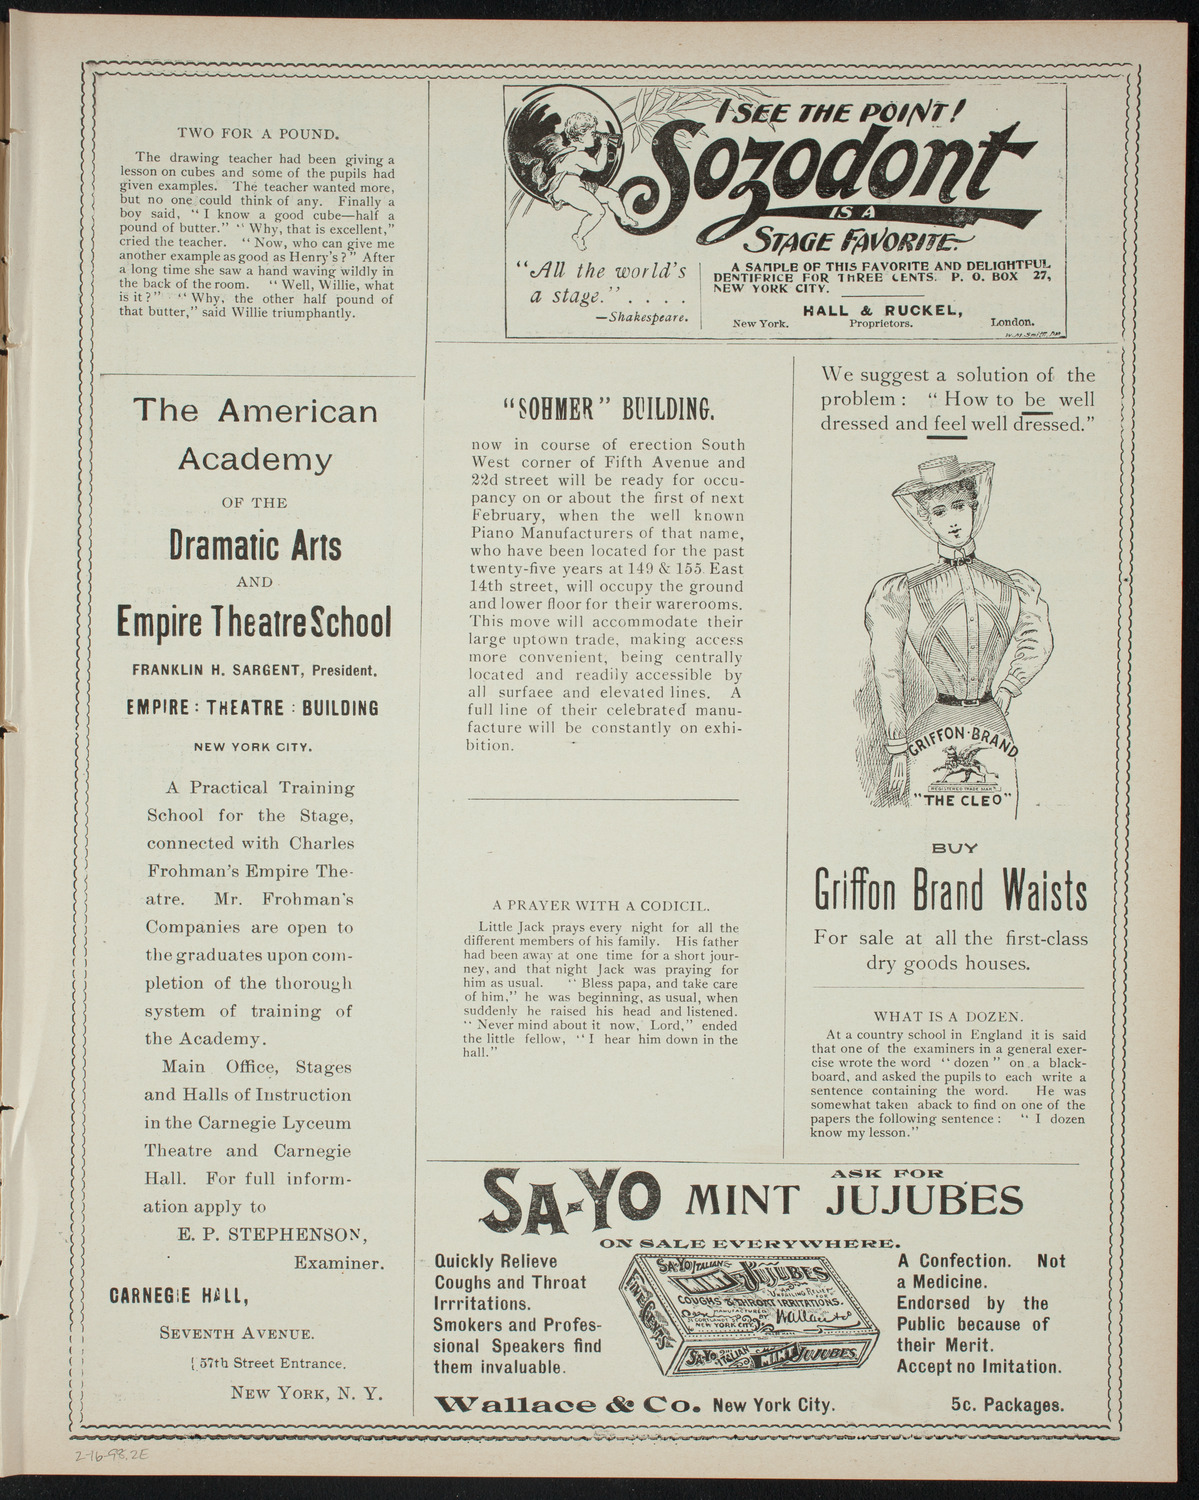 TWO FOR A POUND.
The drawing teacher had been giving a
lesson on cubes and some of the pupils had
given examples. The teacher wanted more,
but no one could think of any. Finally a
boy said, "I know a good cube—half a
pound of butter." "Why, that is excellent,"
cried the teacher. "Now, who can give me
another example as good as Henry's?" After
a long time she saw a hand waving wildly in
the back of the room. "Well, Willie, what
is it?" "Why, the other half pound of
that butter," said Willie triumphantly.
The American
Academy
OF THE
Dramatic Arts
AND
Empire Theatre School
FRANKLIN H. SARGENT, President.
EMPIRE : THEATRE : BUILDING
NEW YORK CITY.
A Practical Training
School for the Stage,
connected with Charles
Frohman's Empire The-
atre. Mr. Frohman's
Companies are open to
the graduates upon com-
pletion of the thorough
system of training of
the Academy.
Main Office, Stages
and Halls of Instruction
in the Carnegie Lyceum
Theatre and Carnegie
Hall. For full inform-
ation apply to
E. P. STEPHENSON,
Examiner.
CARNEGIE HALL,
SEVENTH AVENUE.
57th Street Entrance.
NEW YORK, N. Y.
I SEE THE POINT!
Sozodont
IS A
STAGE FAVORITE.
"All the world's
a stage." . . . .
—Shakespeare.
A SAMPLE OF THIS FAVORITE AND DELIGHTFUL
DENTIFRICE FOR THREE CENTS. P. O. BOX 27,
NEW YORK CITY.
HALL & RUCKEL,
New York. Proprietors. London.
"SOHMER" BUILDING.
now in course of erection South
West corner of Fifth Avenue and
22d street will be ready for occu-
pancy on or about the first of next
February, when the well known
Piano Manufacturers of that name,
who have been located for the past
twenty-five years at 149 & 155 East
14th street, will occupy the ground
and lower floor for their warerooms.
This move will accommodate their
large uptown trade, making access
more convenient, being centrally
located and readily accessible by
all surfaee and elevated lines. A
full line of their celebrated manu-
facture will be constantly on exhi-
bition.
A PRAYER WITH A CODICIL.
Little Jack prays every night for all the
different members of his family. His father
had been away at one time for a short jour-
ney, and that night Jack was praying for
him as usual. "Bless papa, and take care
of him," he was beginning, as usual, when
suddenly he raised his head and listened.
"Never mind about it now, Lord," ended
the little fellow, "I hear him down in the
hall."
We suggest a solution of the
problem: "How to be well
dressed and feel well dressed."
GRIFFON·BRAND
REGISTERED TRADE MARK
"THE CLEO"
BUY
Griffon Brand Waists
For sale at all the first-class
dry goods houses.
WHAT IS A DOZEN.
At a country school in England it is said
that one of the examiners in a general exer-
cise wrote the word "dozen" on a black-
board, and asked the pupils to each write a
sentence containing the word. He was
somewhat taken aback to find on one of the
papers the following sentence: "I dozen
know my lesson."
ASK FOR
SA-YO MINT JUJUBES
ON SALE EVERYWHERE.
Quickly Relieve
Coughs and Throat
Irrritations.
Smokers and Profes-
sional Speakers find
them invaluable.
SA-YO ITALIAN
MINT JUJUBES
COUGHS & THROAT IRRITATIONS.
MANUFACTURED BY
NEW YORK CITY.
Wallace & Co
FIVE CENTS
SA-YO ITALIAN MINT JUJUBES.
A Confection. Not
a Medicine.
Endorsed by the
Public because of
their Merit.
Accept no Imitation.
Wallace & Co. New York City. 5c. Packages.
2-16-98.2E